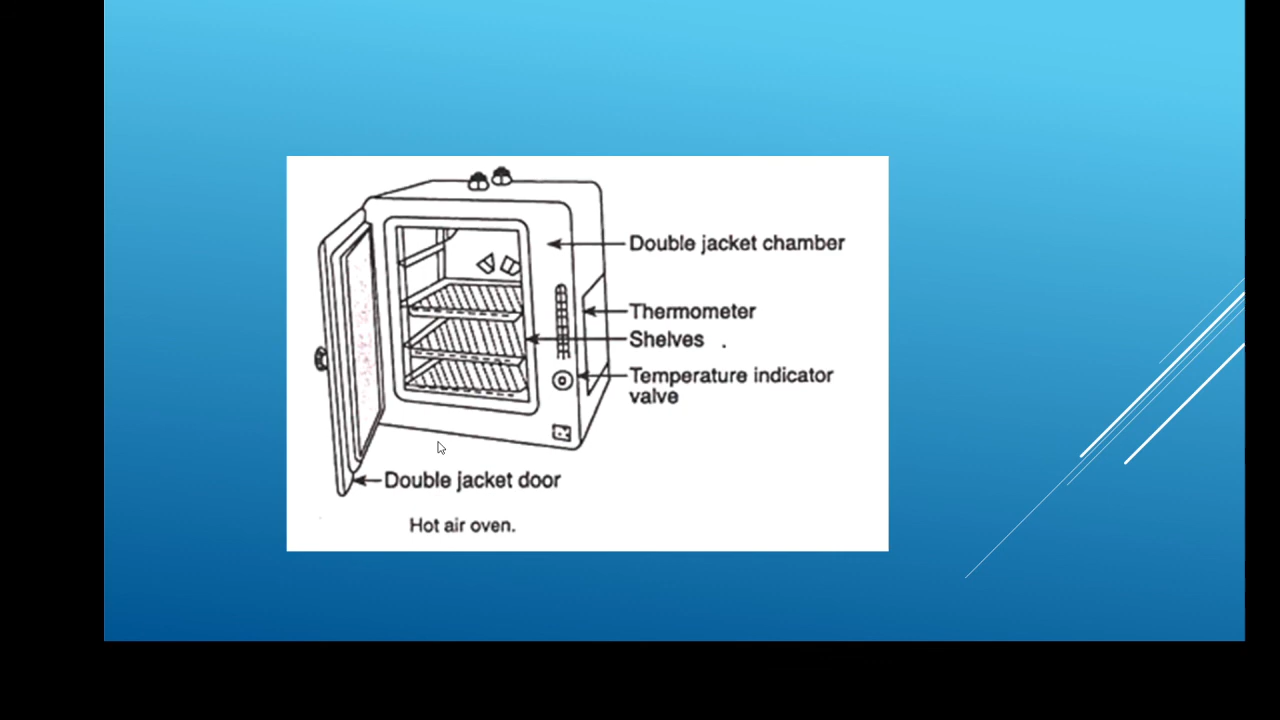 Double jacket chamber
Thermometer
Shelves .
Temperature indicator
valve
Double jacket door
Hot air oven.